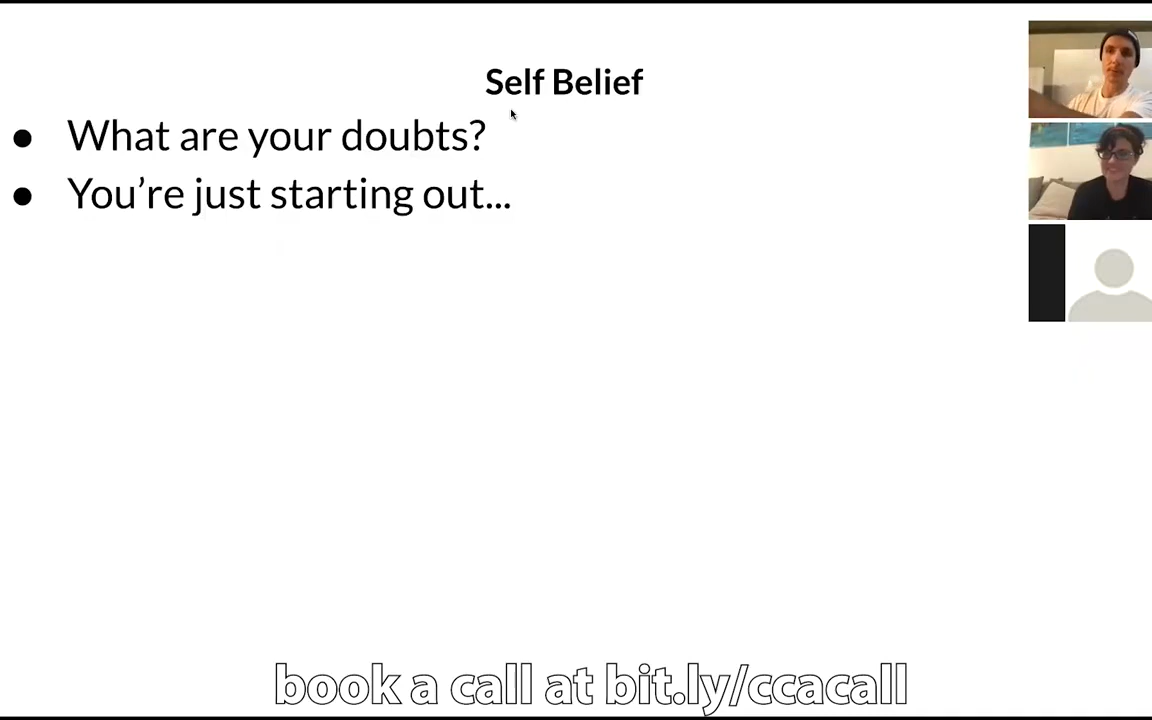 Self Belief
● What are your doubts?
● You’re just starting out...
book a call at bit.ly/ccacall